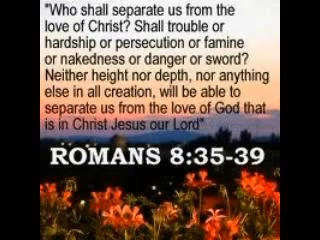 "Who shall separate us from the
love of Christ? Shall trouble or
hardship or persecution or famine
or nakedness or danger or sword?
Neither height nor depth, nor anything
else in all creation, will be able to
separate us from the love of God that
is in Christ Jesus our Lord"
ROMANS 8:35-39